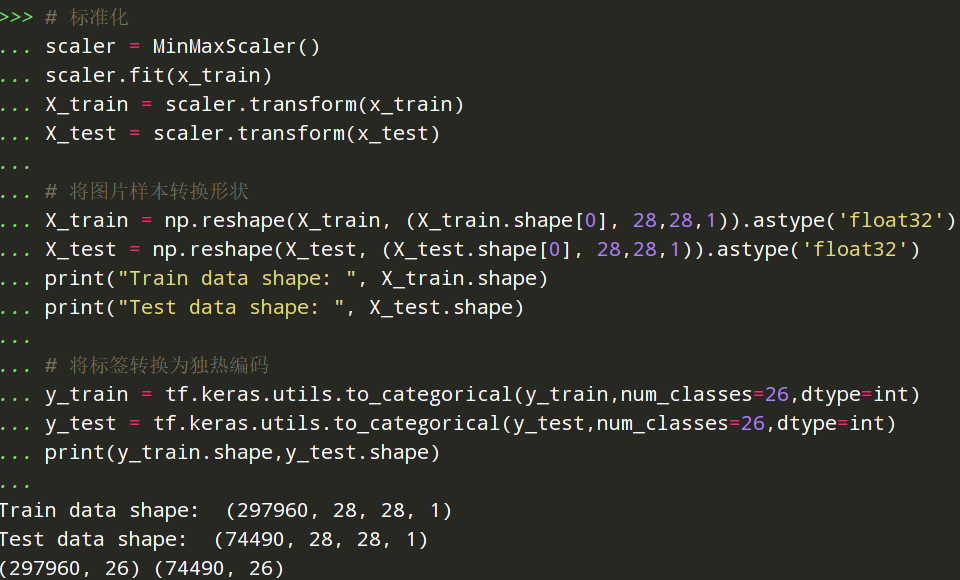 >>> # 标准化
... scaler = MinMaxScaler()
... scaler.fit(x_train)
... X_train = scaler.transform(x_train)
... X_test = scaler.transform(x_test)
...
... # 将图片样本转换形状
... X_train = np.reshape(X_train, (X_train.shape[0], 28,28,1)).astype('float32')
... X_test = np.reshape(X_test, (X_test.shape[0], 28,28,1)).astype('float32')
... print("Train data shape: ", X_train.shape)
... print("Test data shape: ", X_test.shape)
...
... # 将标签转换为独热编码
... y_train = tf.keras.utils.to_categorical(y_train,num_classes=26,dtype=int)
... y_test = tf.keras.utils.to_categorical(y_test,num_classes=26,dtype=int)
... print(y_train.shape,y_test.shape)
...
Train data shape:  (297960, 28, 28, 1)
Test data shape:  (74490, 28, 28, 1)
(297960, 26) (74490, 26)